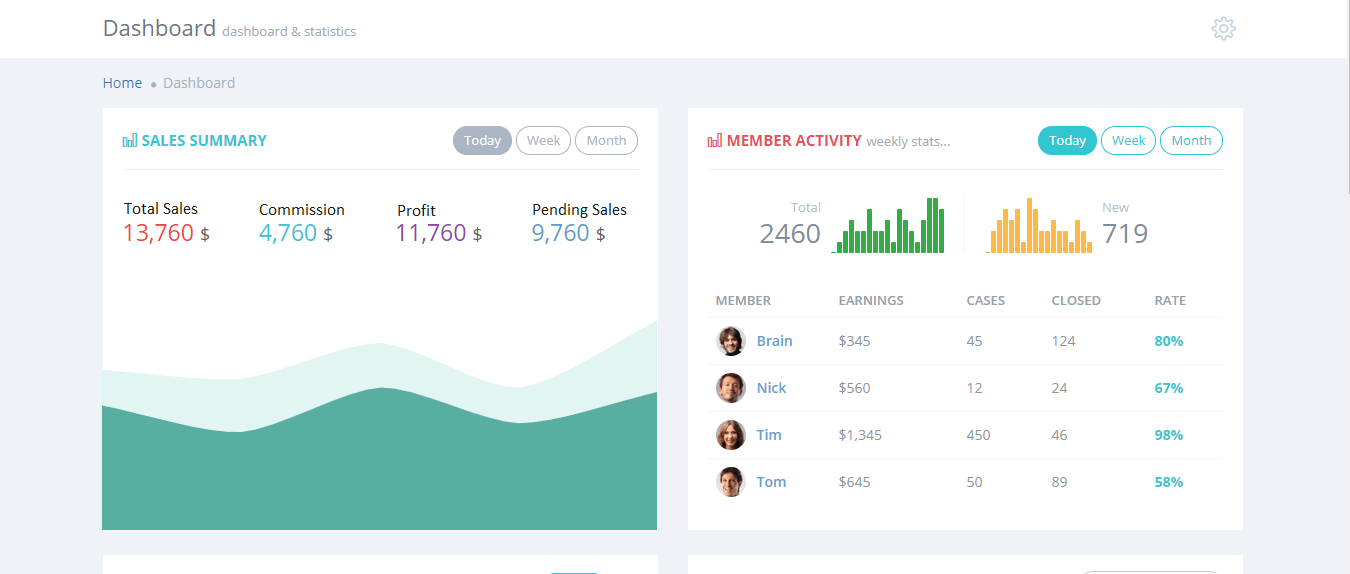 Dashboard dashboard & statistics
Home Dashboard
SALES SUMMARY Today Week Month
Total Sales Commission Profit Pending Sales
13,760 $ 4,760 $ 11,760 $ 9,760 $
MEMBER ACTIVITY weekly stats... Today Week Month
Total New
2460 719
MEMBER EARNINGS CASES CLOSED RATE
Brain $345 45 124 80%
Nick $560 12 24 67%
Tim $1,345 450 46 98%
Tom $645 50 89 58%